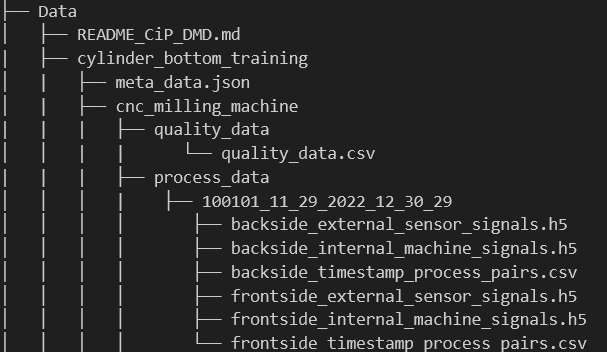 ├── Data
│   ├── README_CiP_DMD.md
│   ├── cylinder_bottom_training
│   |   ├── meta_data.json
│   |   ├── cnc_milling_machine
│   |   |   ├── quality_data
│   |   |   |      └── quality_data.csv
│   |   |   ├── process_data
│   |   |   |    ├── 100101_11_29_2022_12_30_29
│   |   |   |       ├── backside_external_sensor_signals.h5
│   |   |   |       ├── backside_internal_machine_signals.h5
│   |   |   |       ├── backside_timestamp_process_pairs.csv
│   |   |   |       ├── frontside_external_sensor_signals.h5
│   |   |   |       ├── frontside_internal_machine_signals.h5
│   |   |   |       └── frontside_timestamp_process_pairs.csv